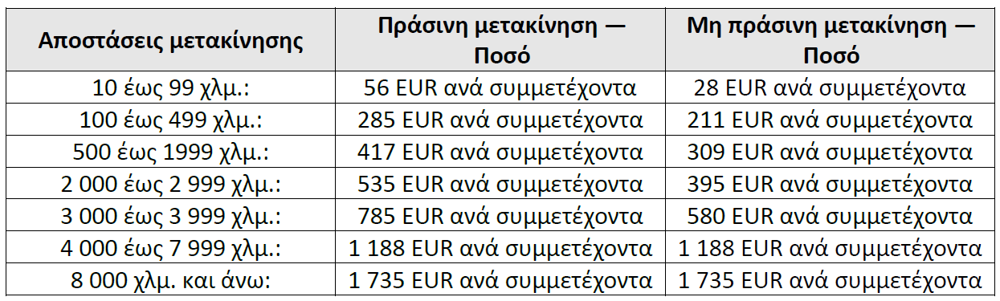 Αποστάσεις μετακίνησης
Πράσινη μετακίνηση —
Ποσό
Μη πράσινη μετακίνηση —
Ποσό
10 έως 99 χλμ.: 56 EUR ανά συμμετέχοντα 28 EUR ανά συμμετέχοντα
100 έως 499 χλμ.: 285 EUR ανά συμμετέχοντα 211 EUR ανά συμμετέχοντα
500 έως 1999 χλμ.: 417 EUR ανά συμμετέχοντα 309 EUR ανά συμμετέχοντα
2 000 έως 2 999 χλμ.: 535 EUR ανά συμμετέχοντα 395 EUR ανά συμμετέχοντα
3 000 έως 3 999 χλμ.: 785 EUR ανά συμμετέχοντα 580 EUR ανά συμμετέχοντα
4 000 έως 7 999 χλμ.: 1 188 EUR ανά συμμετέχοντα 1 188 EUR ανά συμμετέχοντα
8 000 χλμ. και άνω: 1 735 EUR ανά συμμετέχοντα 1 735 EUR ανά συμμετέχοντα